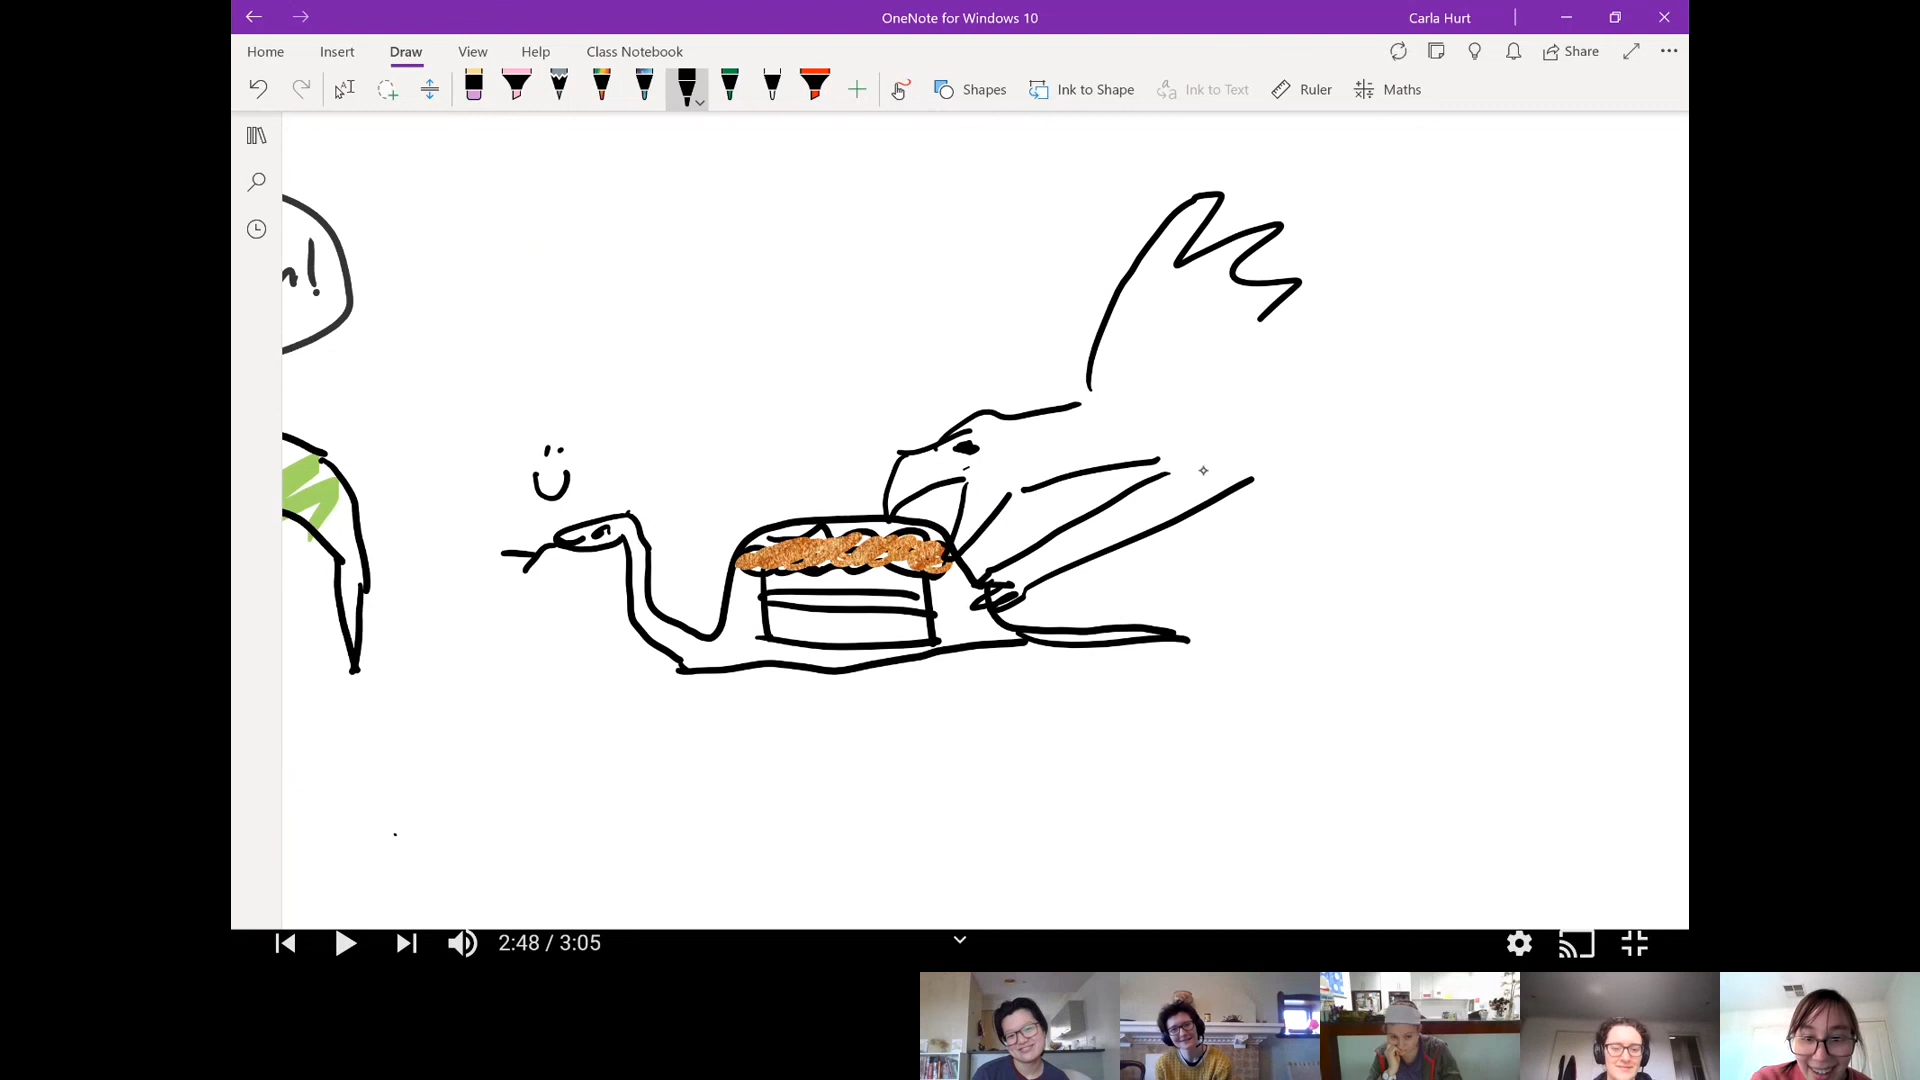 OneNote for Windows 10
Carla Hurt
Home Insert Draw View Help Class Notebook
Share
Shapes Ink to Shape Ink to Text Ruler Maths
n!
2:48 / 3:05